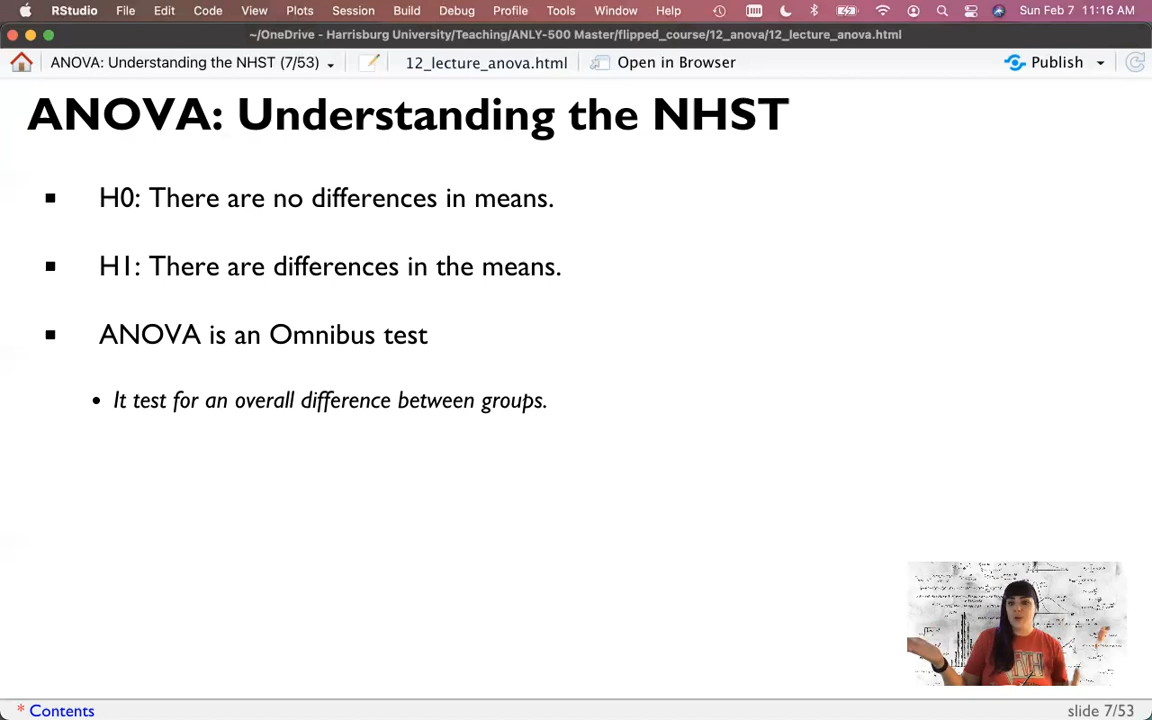 RStudio File Edit Code View Plots Session Build Debug Profile Tools Window Help Sun Feb 7 11:16 AM
~/OneDrive - Harrisburg University/Teaching/ANLY-500 Master/flipped_course/12_anova/12_lecture_anova.html
ANOVA: Understanding the NHST (7/53) 12_lecture_anova.html Open in Browser Publish
ANOVA: Understanding the NHST
H0: There are no differences in means.
H1: There are differences in the means.
ANOVA is an Omnibus test
It test for an overall difference between groups.
* Contents
slide 7/53